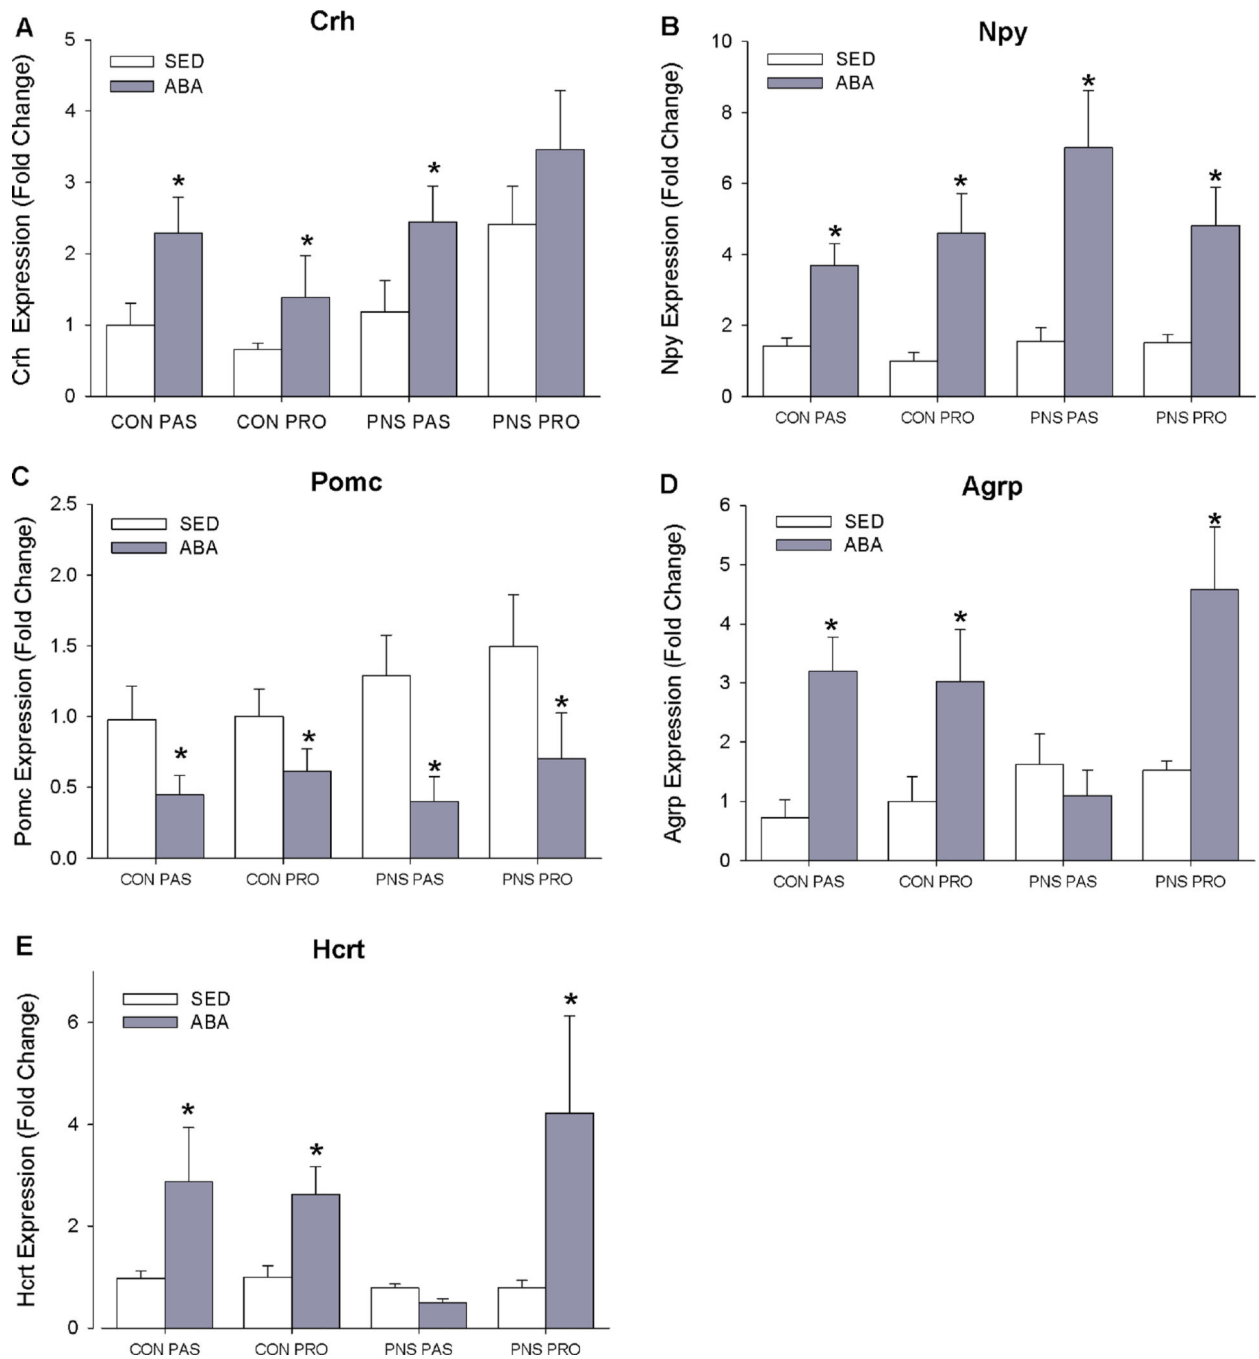 A
Crh
Crh Expression (Fold Change)
5
4
3
2
1
0
SED
ABA
*
*
*
CON PAS
CON PRO
PNS PAS
PNS PRO
B
Npy
Npy Expression (Fold Change)
10
8
6
4
2
0
SED
ABA
*
*
*
*
CON PAS
CON PRO
PNS PAS
PNS PRO
C
Pomc
Pomc Expression (Fold Change)
2.5
2.0
1.5
1.0
0.5
0.0
SED
ABA
*
*
*
*
CON PAS
CON PRO
PNS PAS
PNS PRO
D
Agrp
Agrp Expression (Fold Change)
6
5
4
3
2
1
0
SED
ABA
*
*
*
CON PAS
CON PRO
PNS PAS
PNS PRO
E
Hcrt
Hcrt Expression (Fold Change)
6
4
2
0
SED
ABA
*
*
*
CON PAS
CON PRO
PNS PAS
PNS PRO